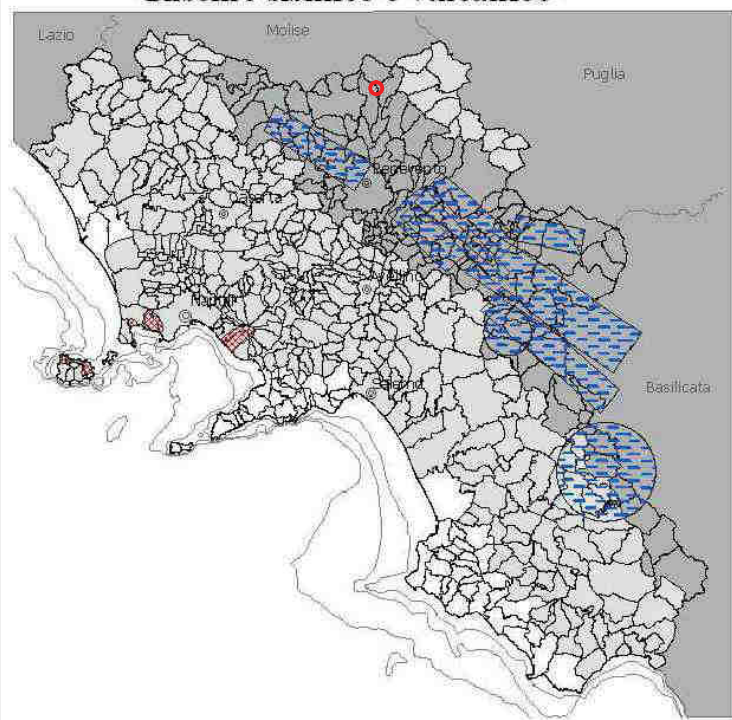 Lazio
Molise
Puglia
Benevento
Caserta
Avellino
Napoli
Salerno
Basilicata